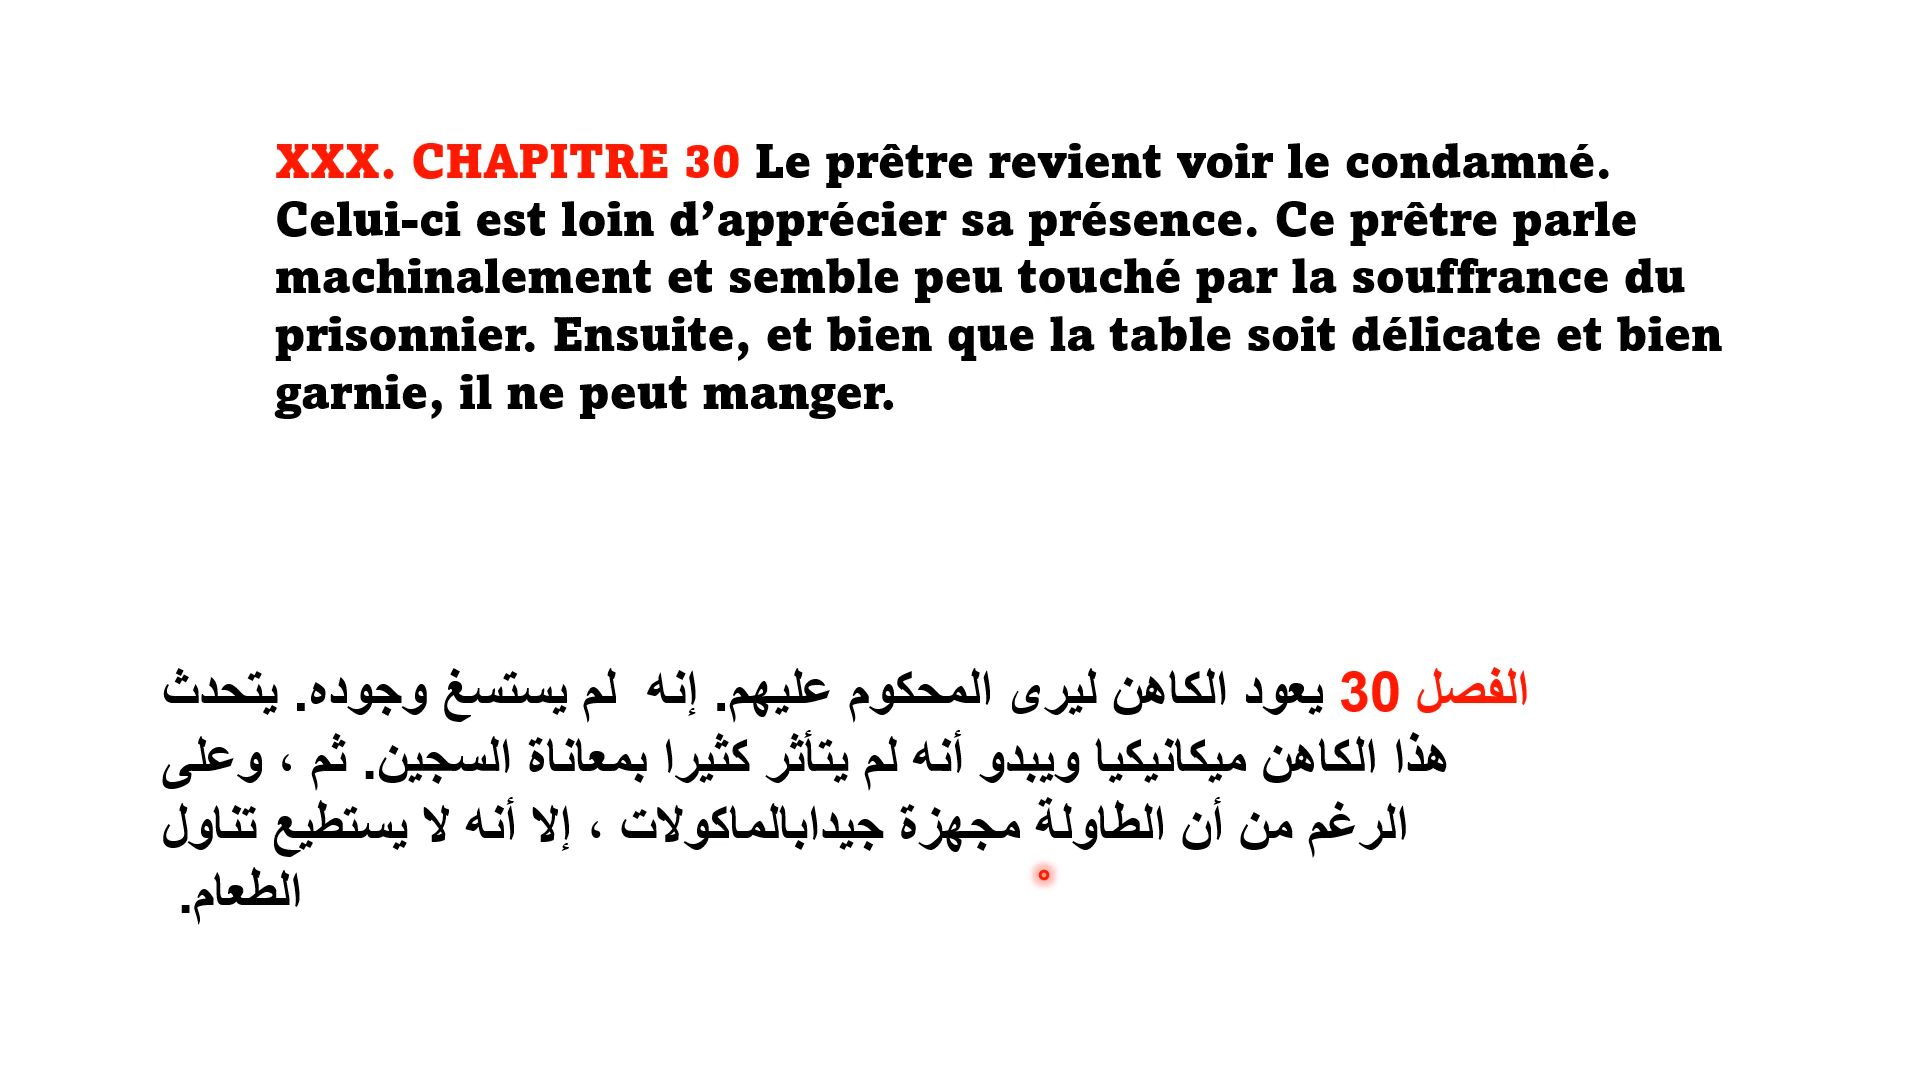 XXX. CHAPITRE 30 Le prêtre revient voir le condamné.
Celui-ci est loin d’apprécier sa présence. Ce prêtre parle
machinalement et semble peu touché par la souffrance du
prisonnier. Ensuite, et bien que la table soit délicate et bien
garnie, il ne peut manger.
الفصل 30 يعود الكاهن ليرى المحكوم عليهم. إنه  لم يستسغ وجوده. يتحدث
هذا الكاهن ميكانيكيا ويبدو أنه لم يتأثر كثيرا بمعاناة السجين. ثم ، وعلى
الرغم من أن الطاولة مجهزة جيدابالماكولات ، إلا أنه لا يستطيع تناول
الطعام.